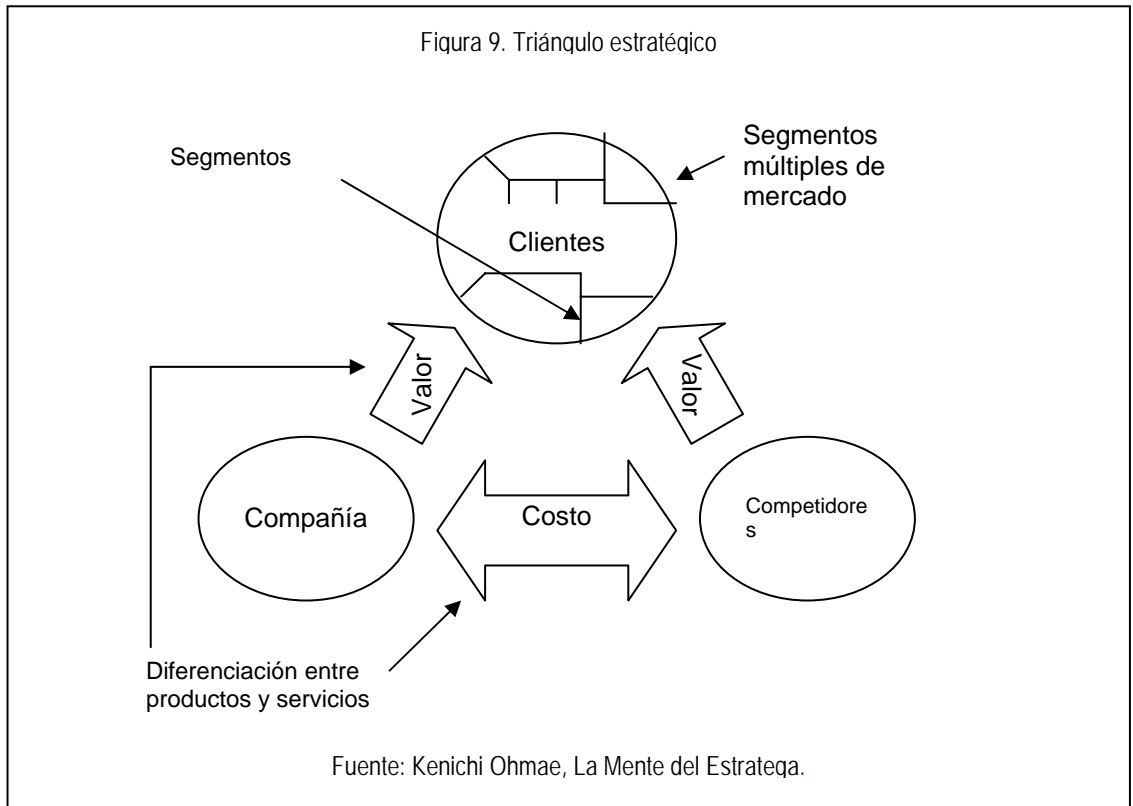 Figura 9. Triángulo estratégico
Segmentos
Segmentos
múltiples de
mercado
Clientes
Valor
Valor
Compañía
Costo
Competidore
s
Diferenciación entre
productos y servicios
Fuente: Kenichi Ohmae, La Mente del Estratega.